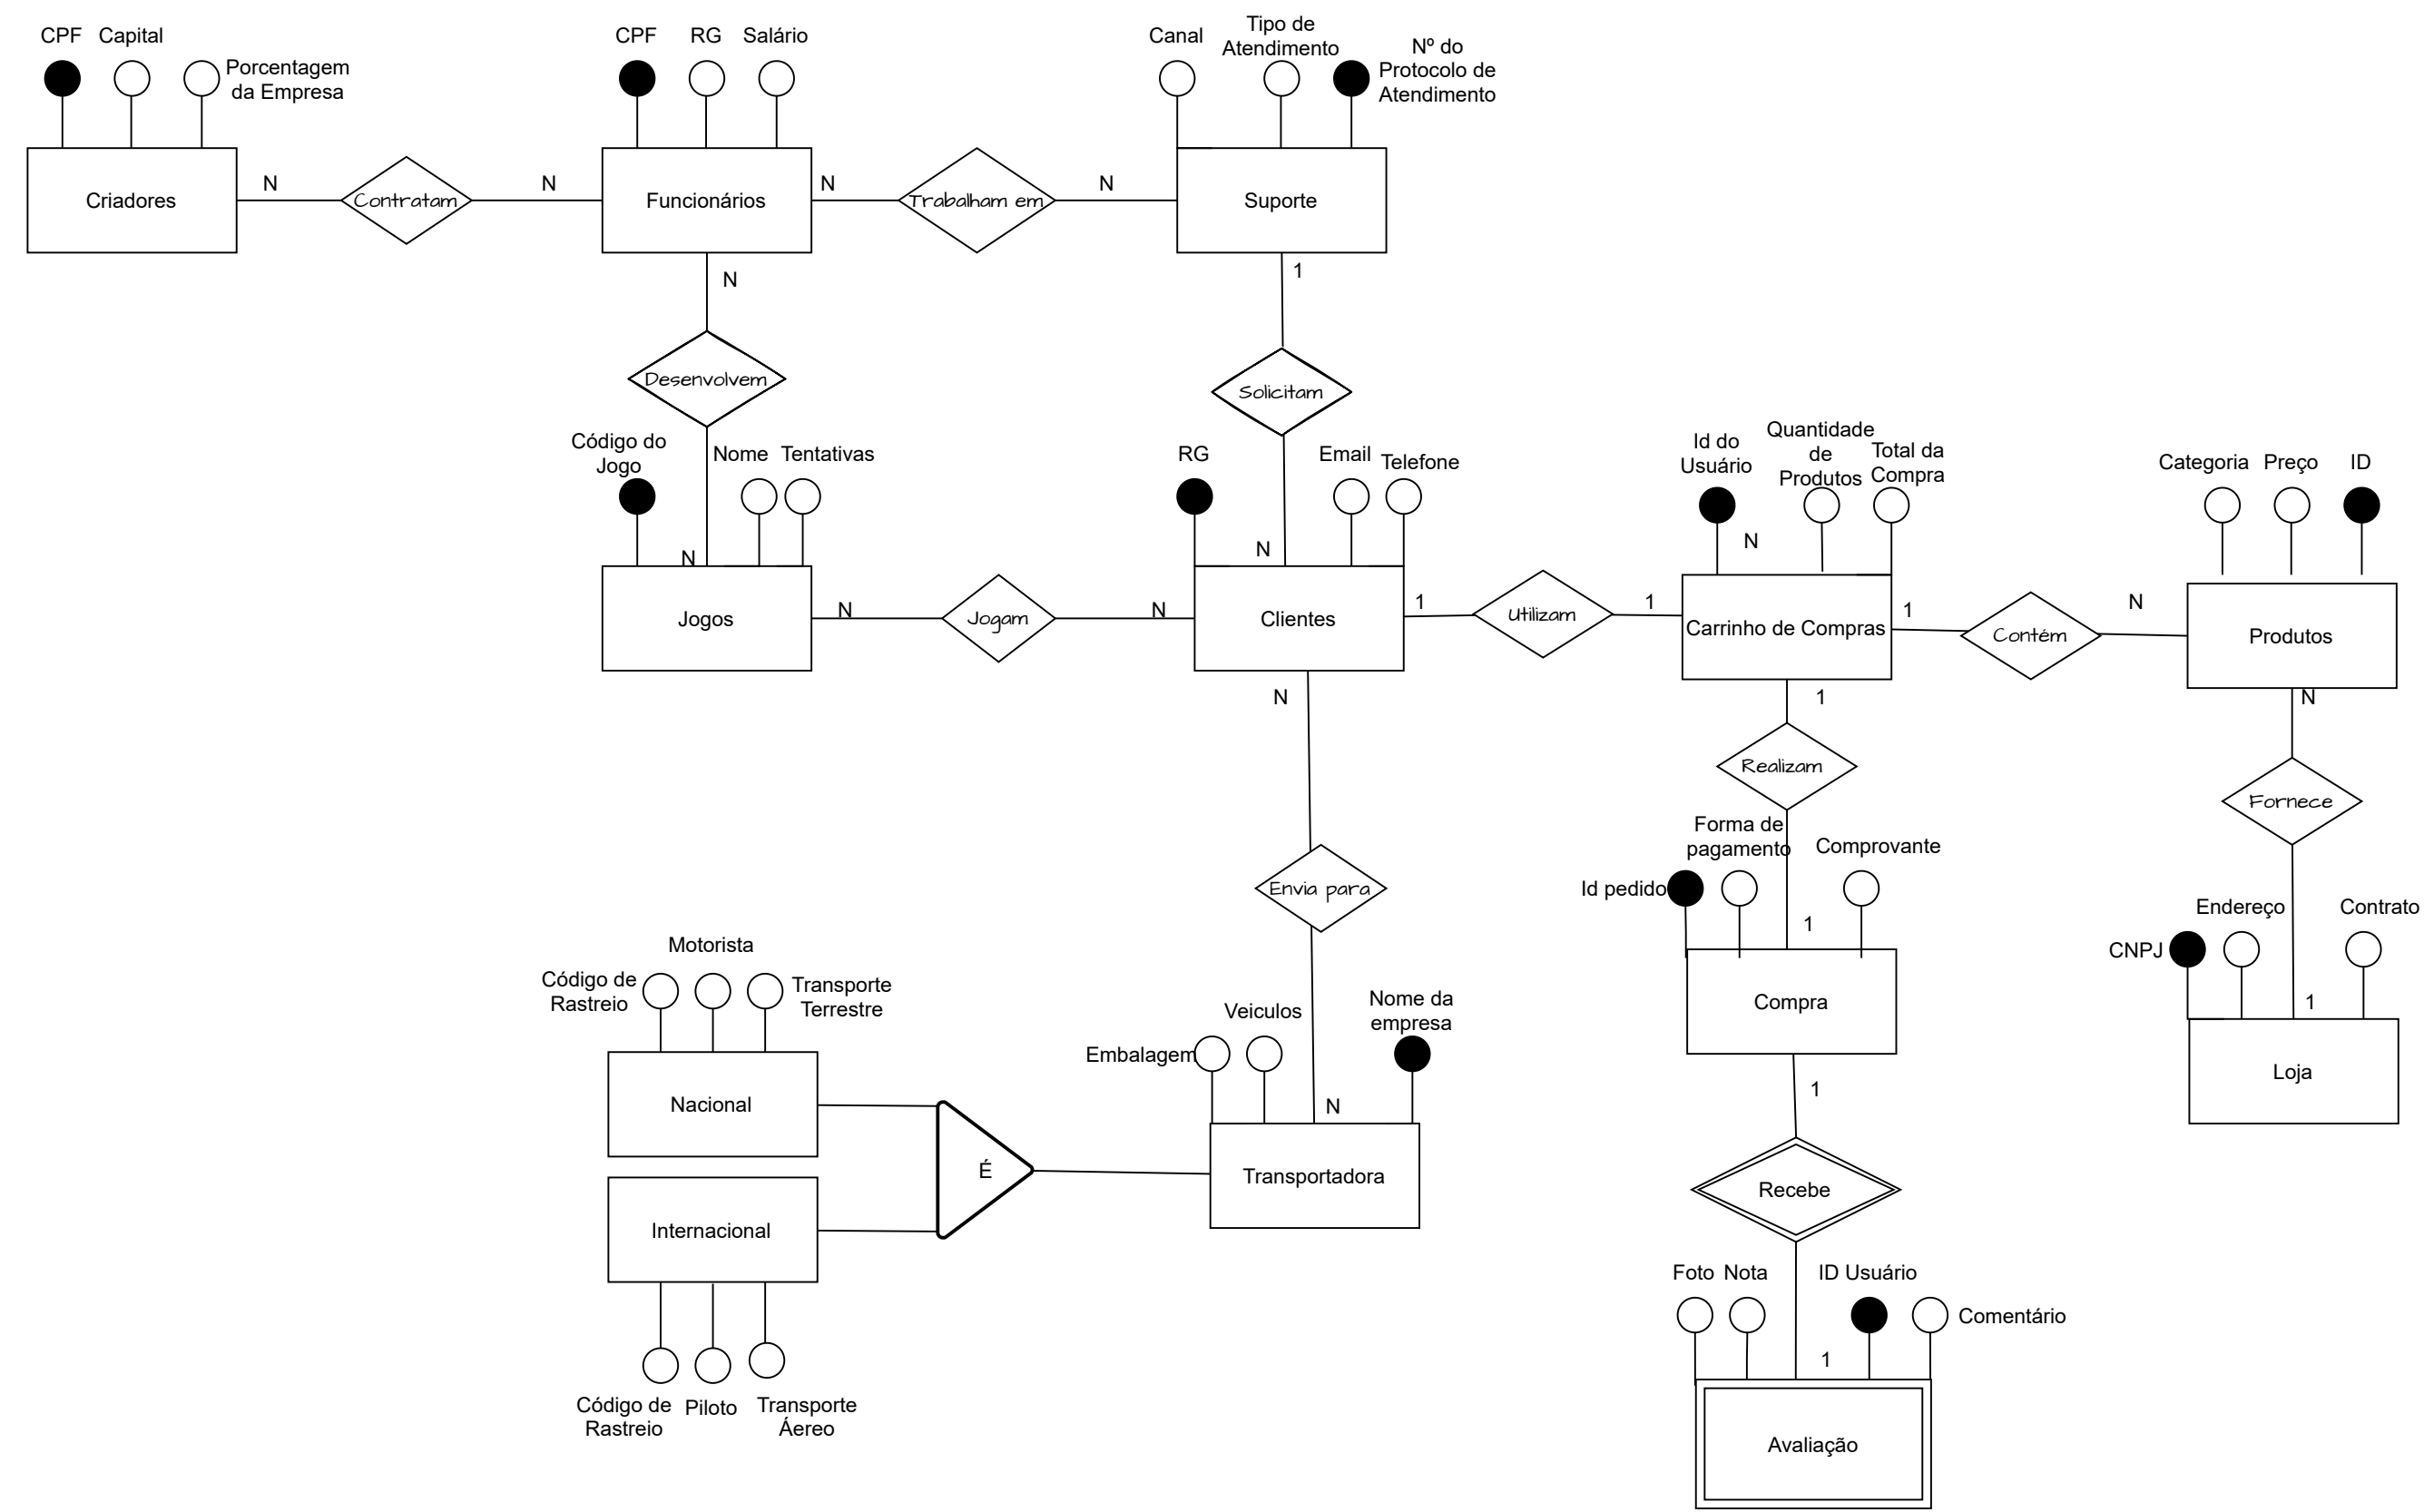 CPF
Capital
Porcentagem
da Empresa
CPF
RG
Salário
Canal
Tipo de
Atendimento
Nº do
Protocolo de
Atendimento
Criadores
N
Contratam
N
Funcionários
N
Trabalham em
N
Suporte
N
1
Desenvolvem
Solicitam
Código do
Jogo
Nome
Tentativas
RG
Email
Telefone
Id do
Usuário
Quantidade
de
Produtos
Total da
Compra
Categoria
Preço
ID
N
N
N
Jogos
N
Jogam
N
Clientes
1
Utilizam
1
Carrinho de Compras
1
Contém
N
Produtos
N
1
N
Realizam
Fornece
Forma de
pagamento
Comprovante
Id pedido
Envia para
1
Endereço
Contrato
CNPJ
1
Motorista
Código de
Rastreio
Transporte
Terrestre
Veiculos
Nome da
empresa
Embalagem
Compra
Loja
Nacional
N
1
É
Transportadora
Recebe
Internacional
Foto
Nota
ID Usuário
Comentário
1
Código de
Rastreio
Piloto
Transporte
Áereo
Avaliação